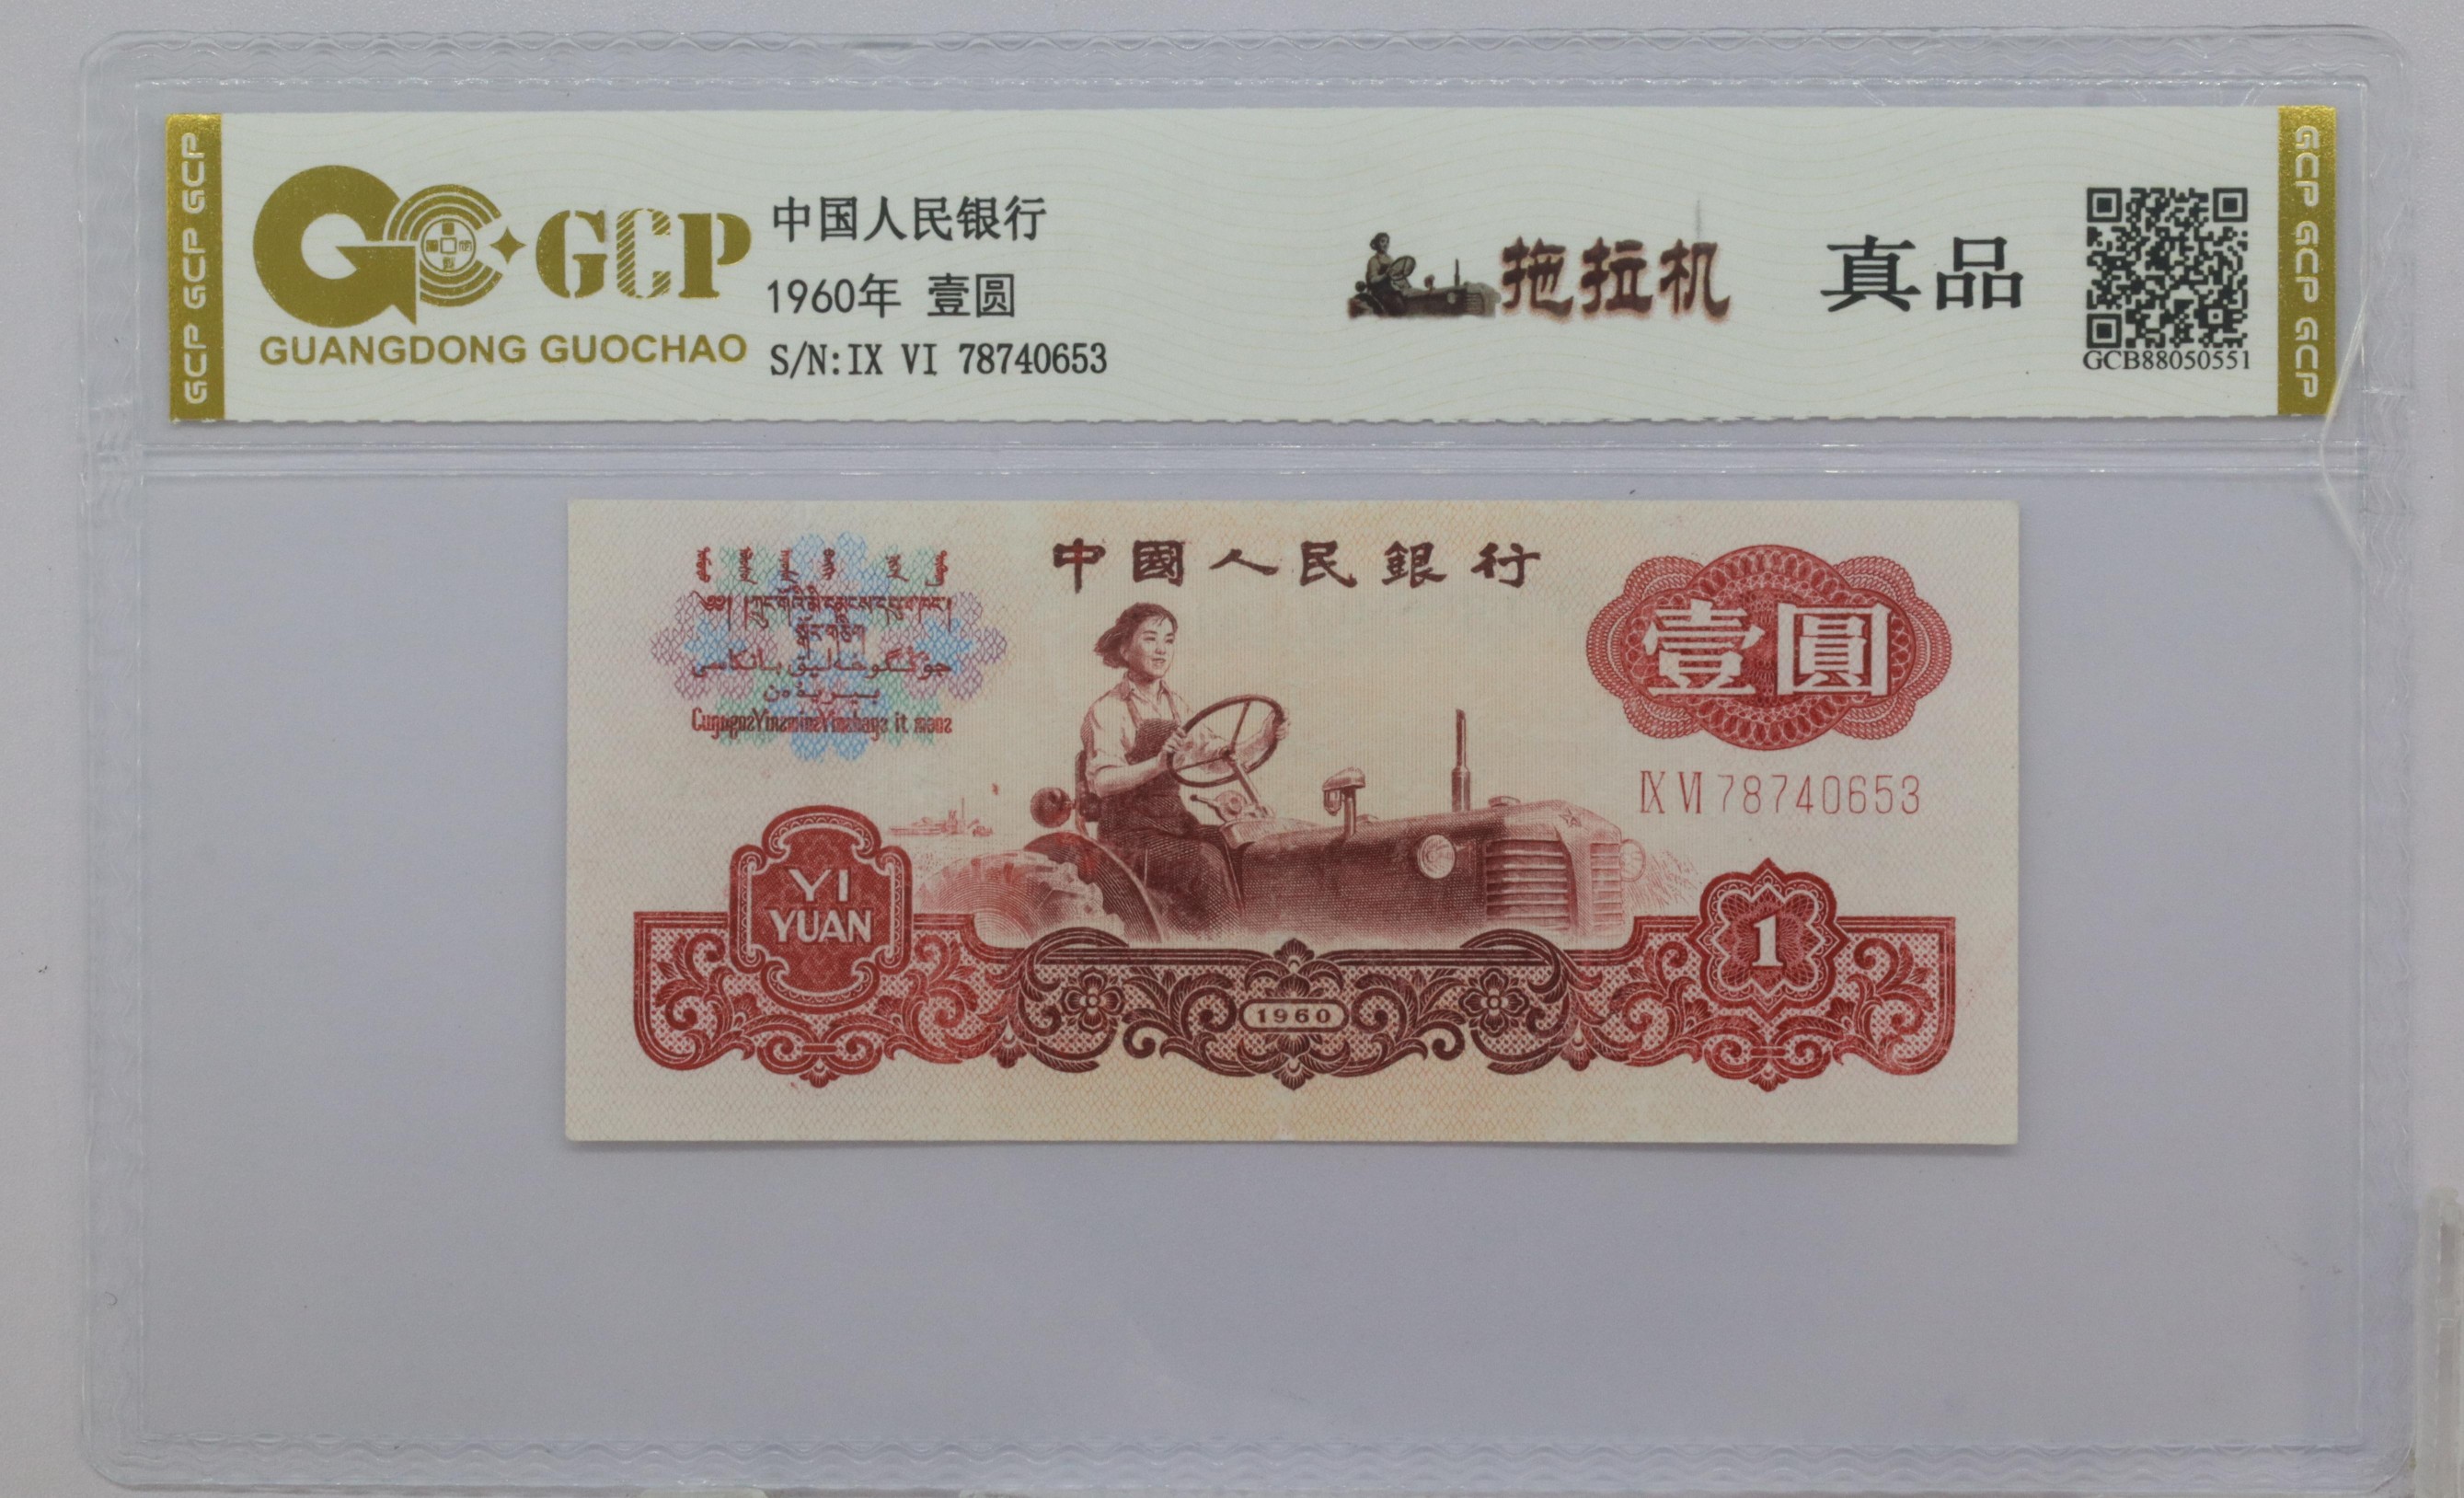 GCP GCP GCP
GCP
GUANGDONG GUOCHAO
中国人民银行
1960年 壹圆
S/N:IX VI 78740653
拖拉机
真品
GCB88050551
GCP GCP GCP
中國人民銀行
壹圓
IX VI 78740653
YI
YUAN
1
1960